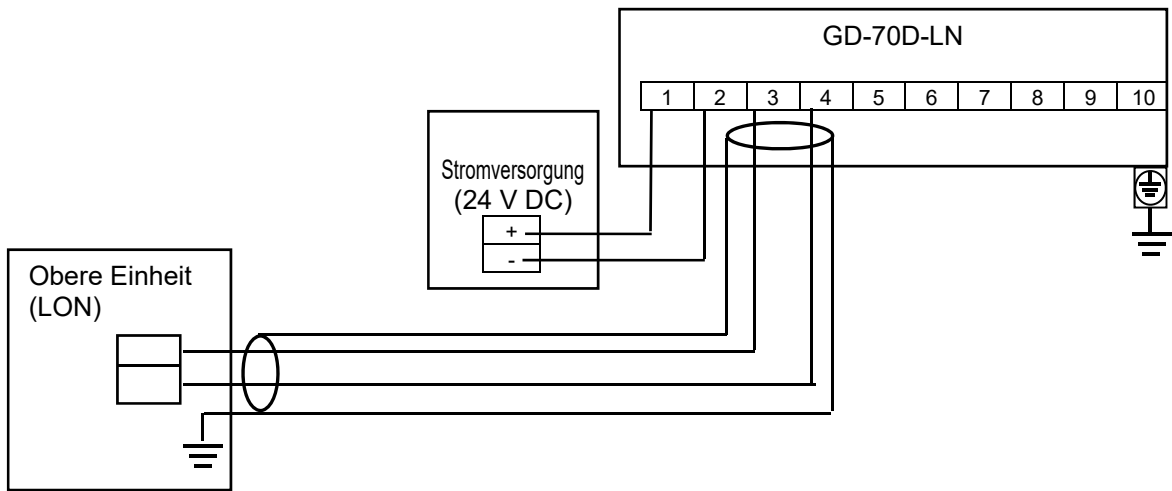 GD-70D-LN
1 2 3 4 5 6 7 8 9 10
Stromversorgung
(24 V DC)
+
-
Obere Einheit
(LON)